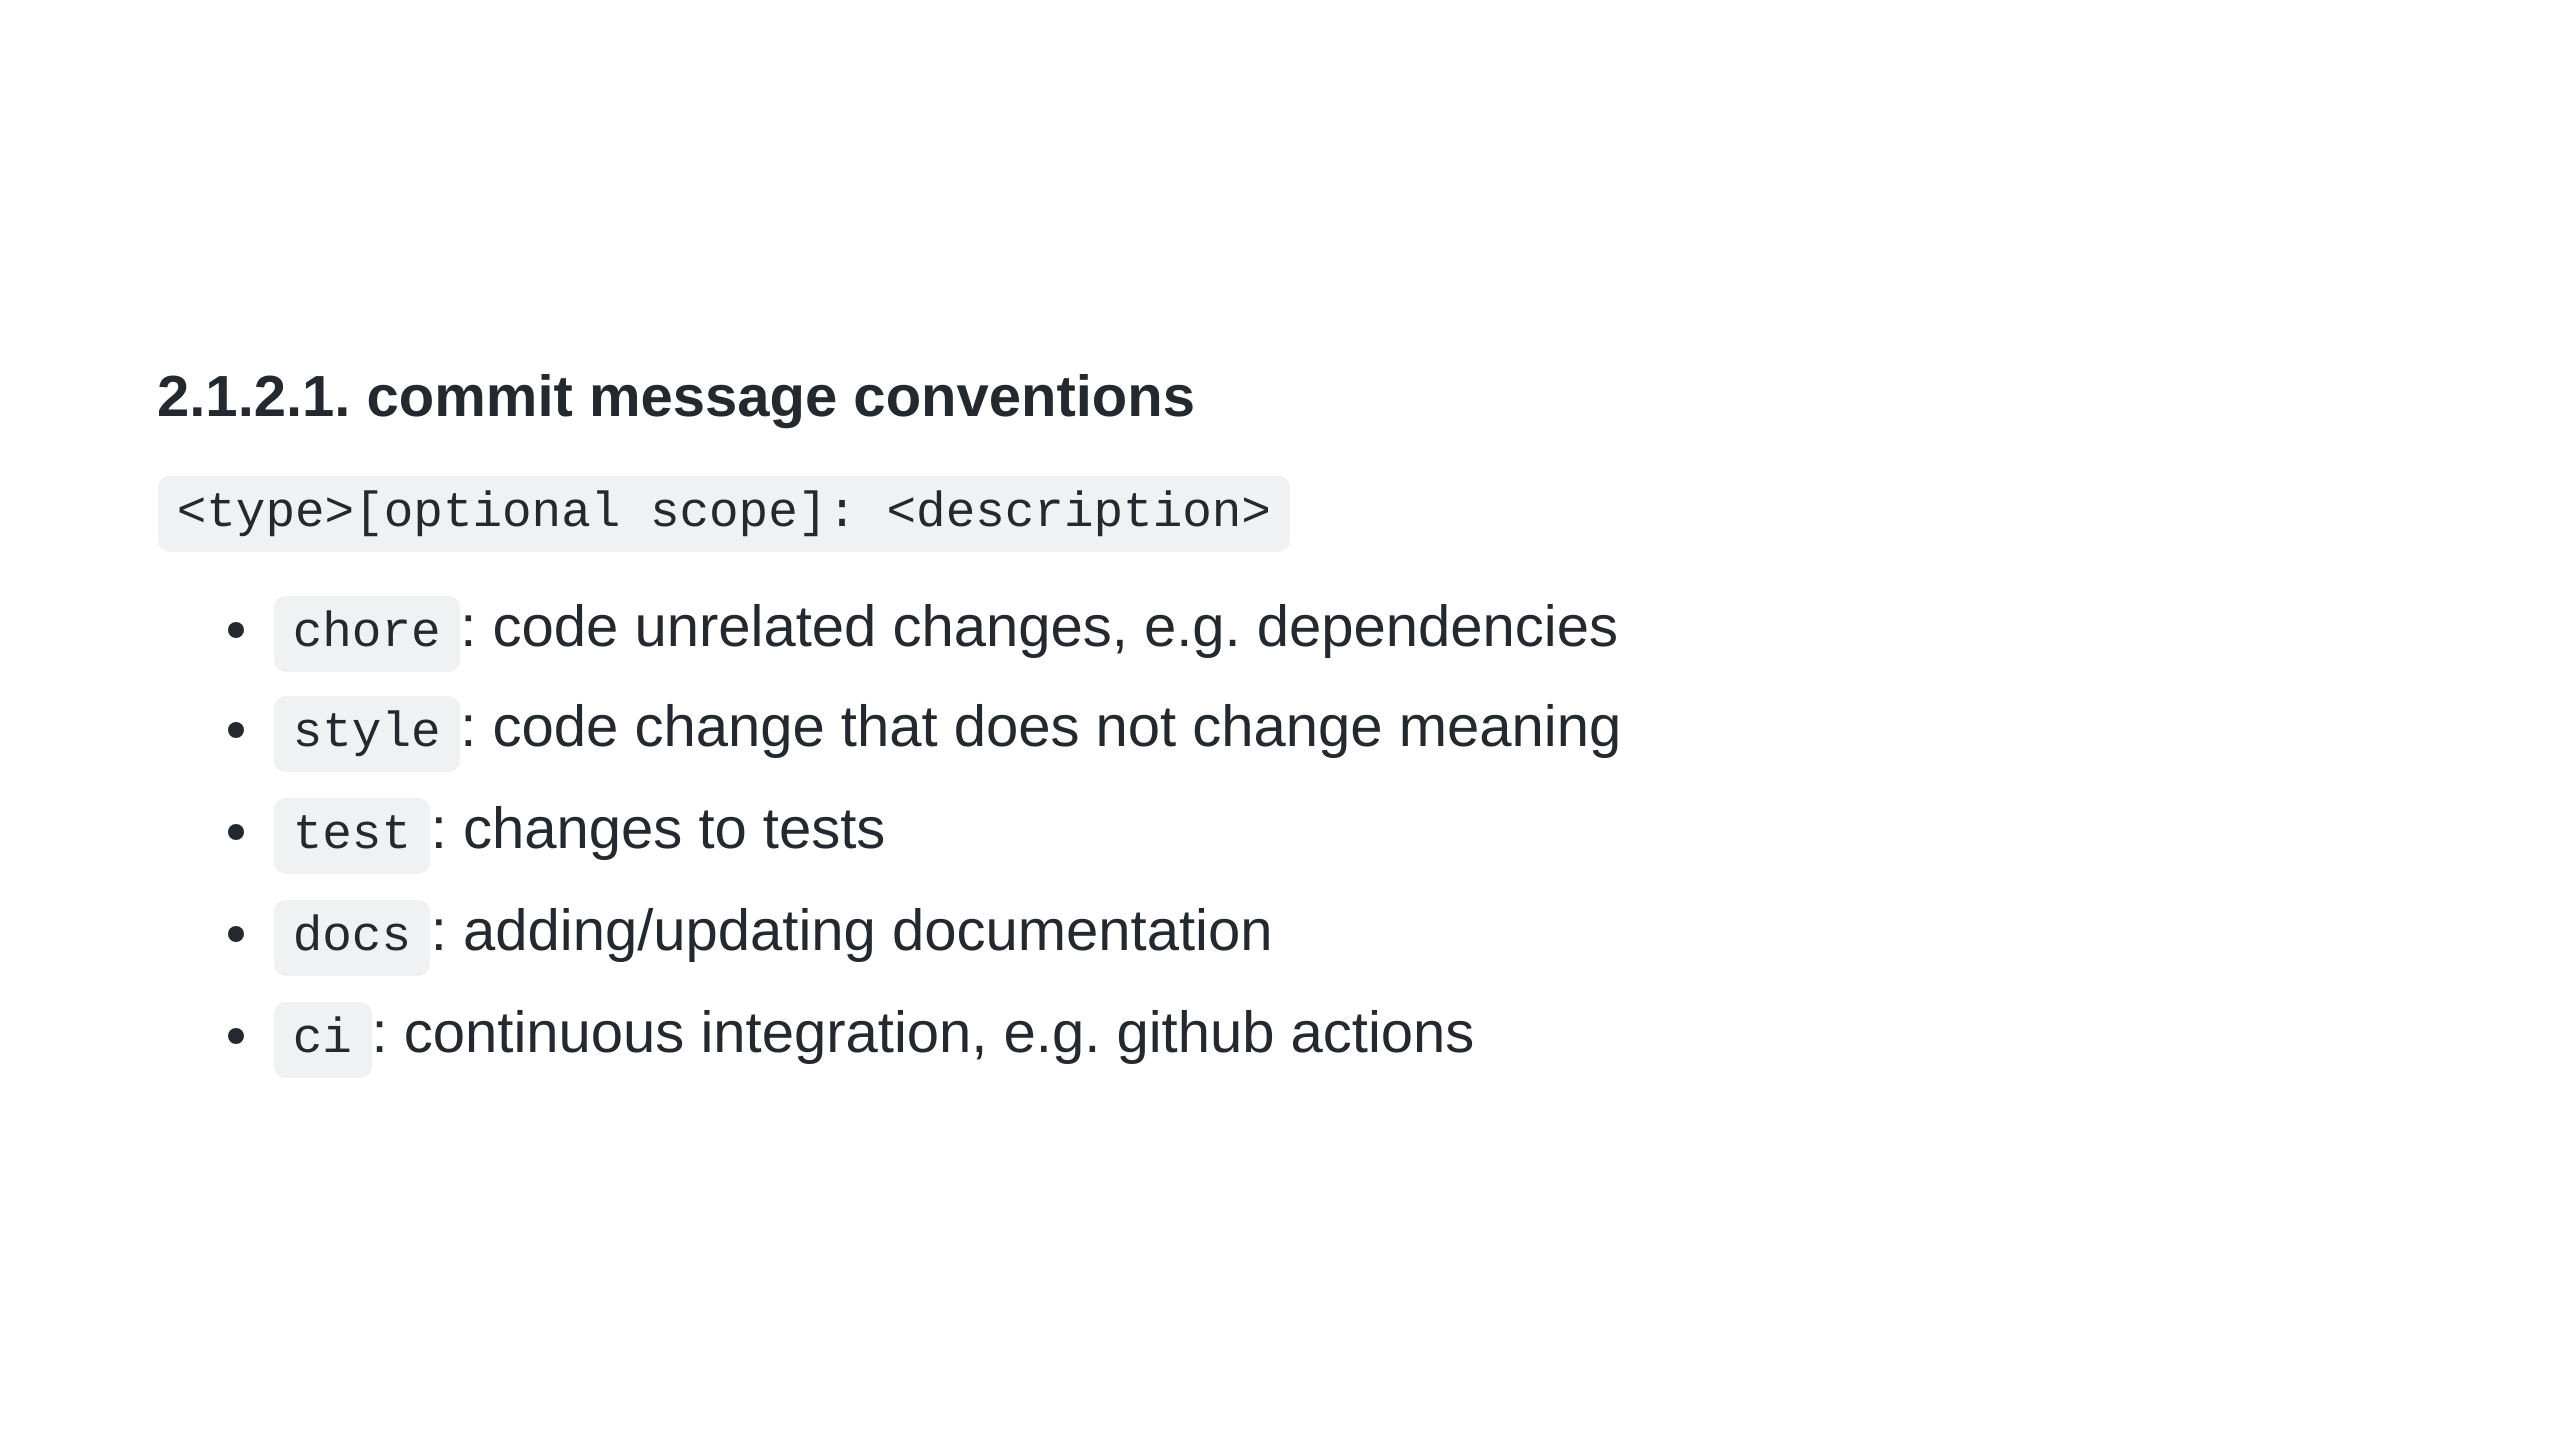 2.1.2.1. commit message conventions
<type>[optional scope]: <description>
• chore: code unrelated changes, e.g. dependencies
• style: code change that does not change meaning
• test: changes to tests
• docs: adding/updating documentation
• ci: continuous integration, e.g. github actions